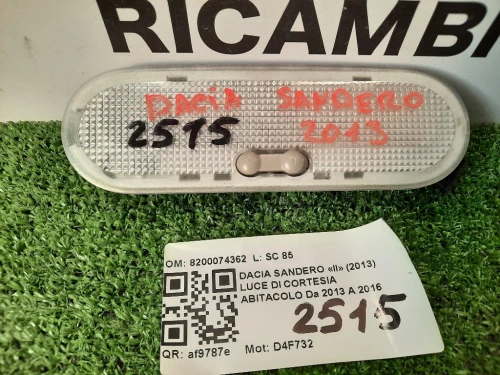 RICAMBI
DACIA SANDERO
2515 2013
OM: 8200074362 L: SC 85
DACIA SANDERO «II» (2013)
LUCE DI CORTESIA
ABITACOLO Da 2013 A 2016
2515
QR: af9787e Mot: D4F732